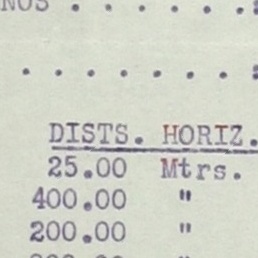 NOS . . . . . .
. . . . . . . . :
DISTS. HORIZ.
25.00 Mtrs.
400.00 "
200.00 "